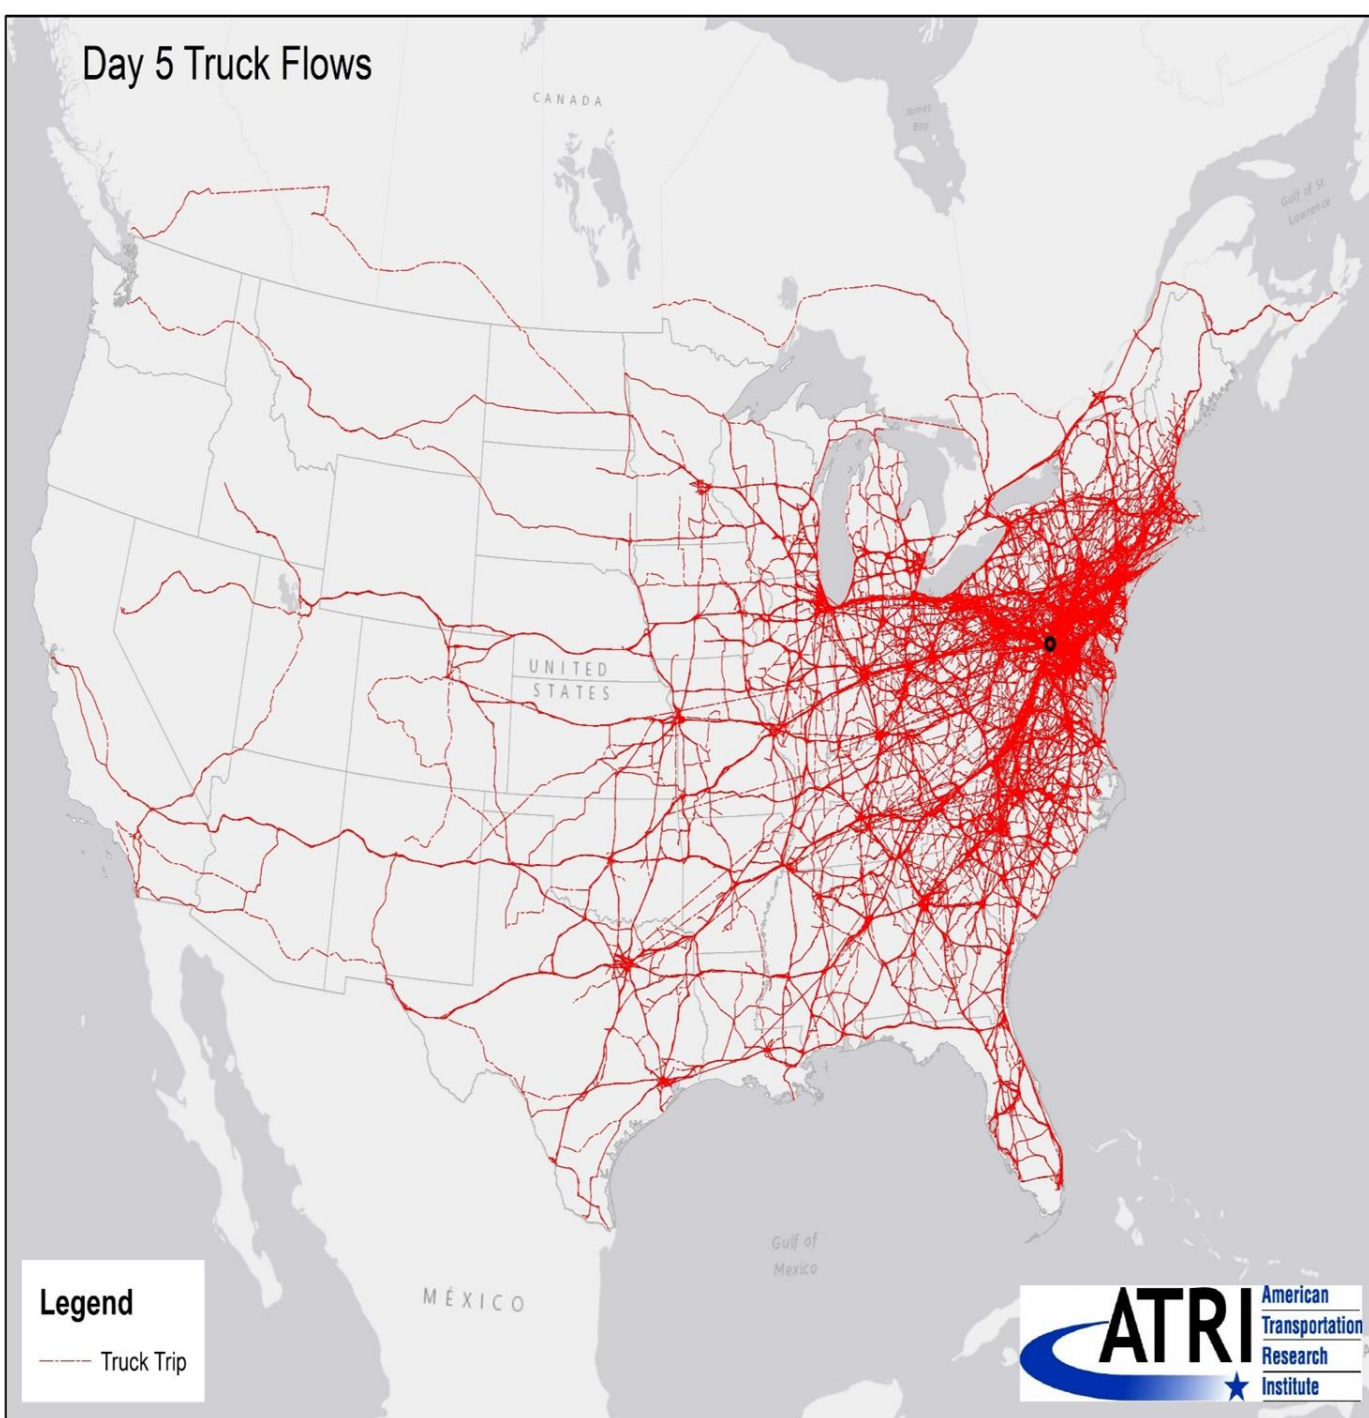 Day 5 Truck Flows
CANADA
James
Bay
Gulf of St.
Lawrence
UNITED
STATES
Gulf of
Mexico
MÉXICO
Legend
Truck Trip
ATRI
American
Transportation
Research
Institute